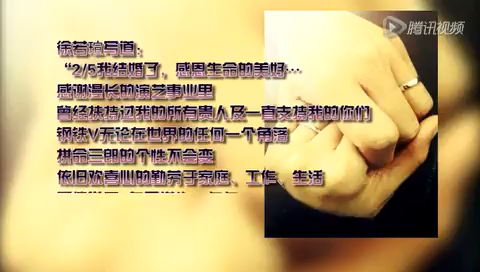 腾讯视频
徐若瑄写道:
“2/5我结婚了，感恩生命的美好…
感谢漫长的演艺事业里
曾经扶持过我的所有贵人及一直支持我的你们
钢铁V无论在世界的任何一个角落
拼命三郎的个性不会变
依旧欢喜心的勤劳于家庭、工作、生活